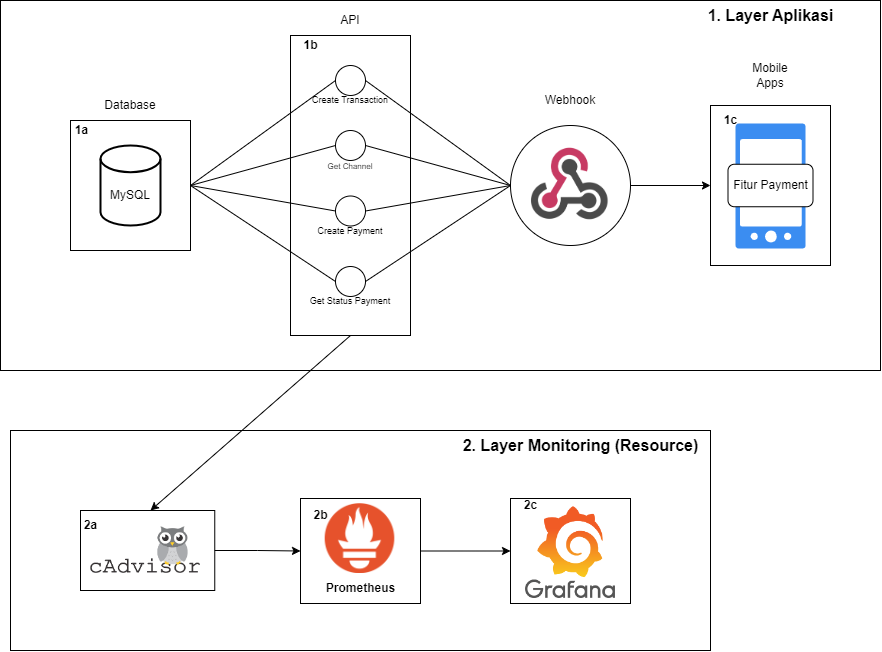 1. Layer Aplikasi
API
1b
Create Transaction
Get Channel
Create Payment
Get Status Payment
Database
1a
MySQL
Webhook
Mobile
Apps
1c
Fitur Payment
2. Layer Monitoring (Resource)
2a
cAdvisor
2b
Prometheus
2c
Grafana